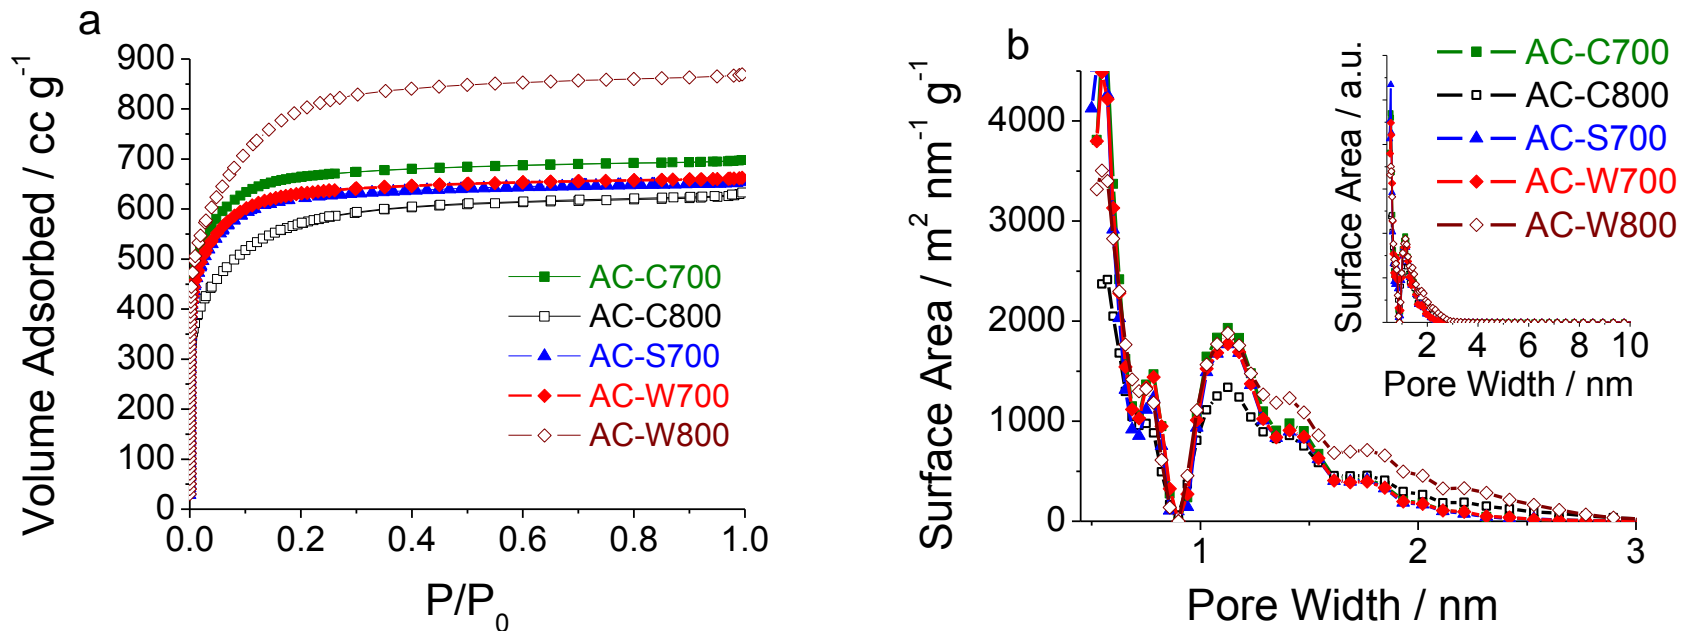 a
Volume Adsorbed / cc g⁻¹
900
800
700
600
500
400
300
200
100
0
0.0
0.2
0.4
0.6
0.8
1.0
P/P₀
AC-C700
AC-C800
AC-S700
AC-W700
AC-W800
b
Surface Area / m² nm⁻¹ g⁻¹
4000
3000
2000
1000
0
1
2
3
Pore Width / nm
Surface Area / a.u.
2
4
6
8
10
Pore Width / nm
AC-C700
AC-C800
AC-S700
AC-W700
AC-W800